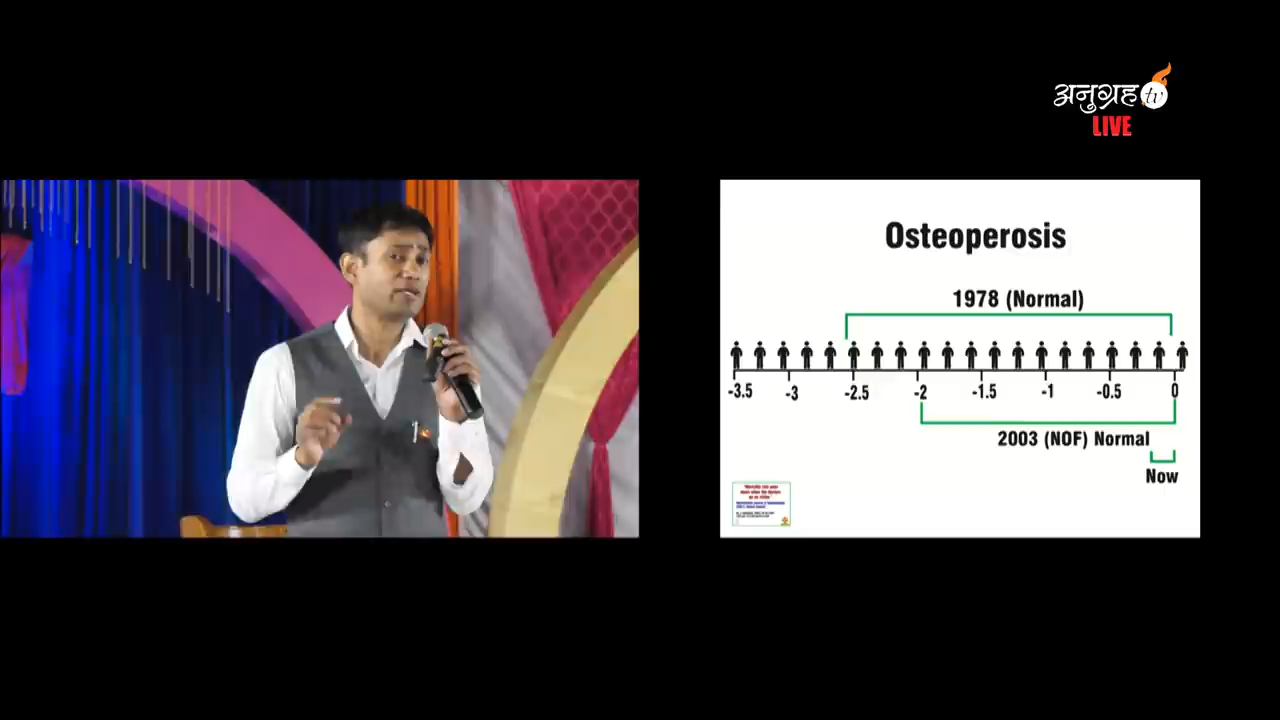 अनुग्रह tv
LIVE
Osteoperosis
1978 (Normal)
-3.5 -3 -2.5 -2 -1.5 -1 -0.5 0
2003 (NOF) Normal
Now